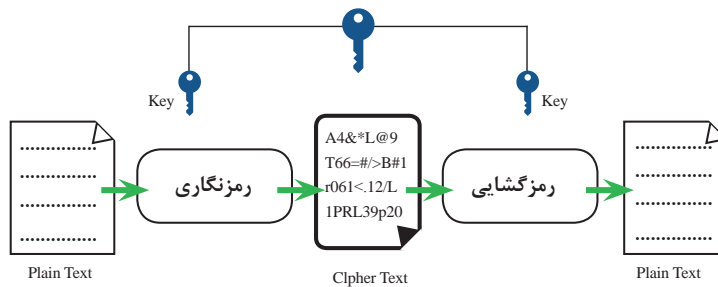 Key
Key
A4&*L@9
T66=#/>B#1
r061<.12/L
1PRL39p20
رمزنگاری
رمزگشایی
Plain Text
Clpher Text
Plain Text